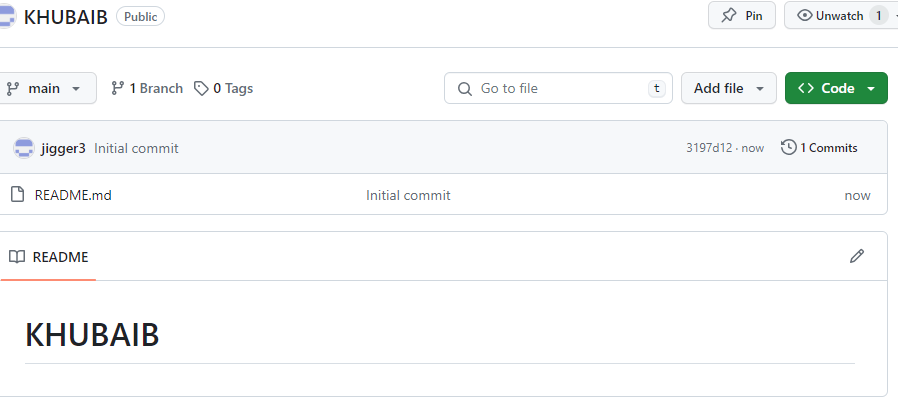 KHUBAIB Public Pin Unwatch 1
main 1 Branch 0 Tags Go to file t Add file Code
jigger3 Initial commit 3197d12 · now 1 Commits
README.md Initial commit now
README
KHUBAIB